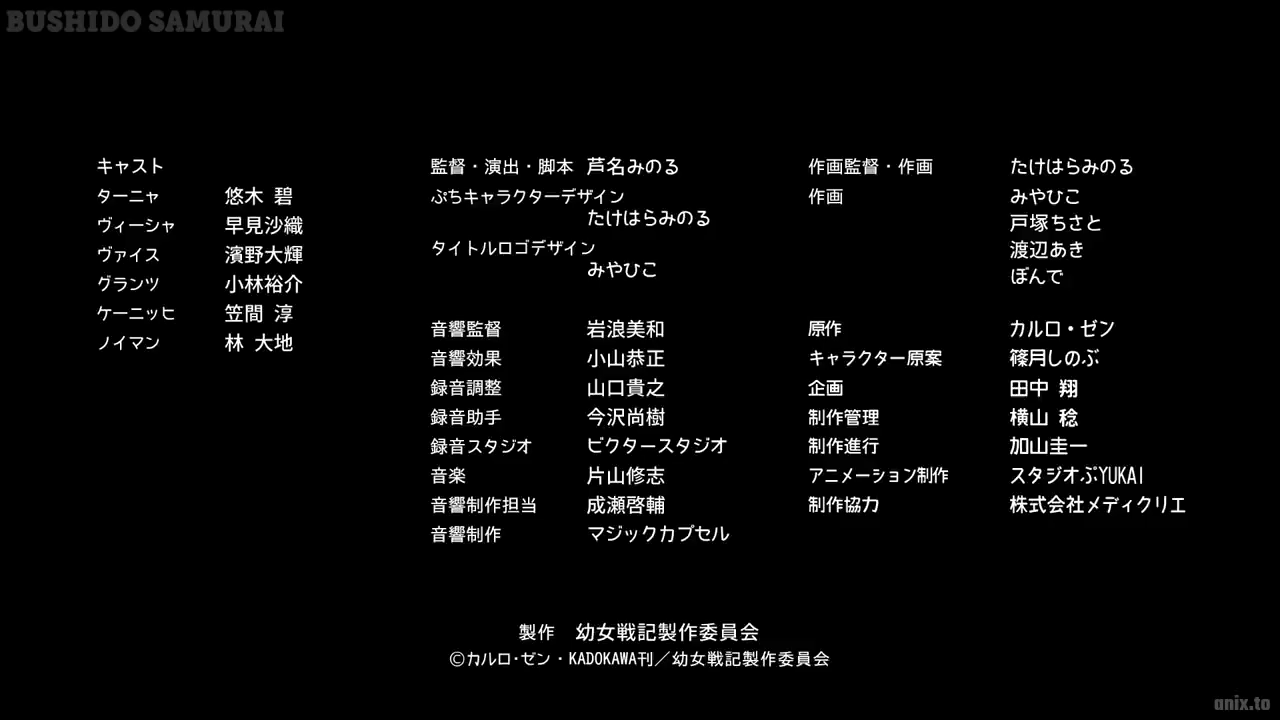 BUSHIDO SAMURAI
キャスト
ターニャ 悠木 碧
ヴィーシャ 早見沙織
ヴァイス 濱野大輝
グランツ 小林裕介
ケーニッヒ 笠間 淳
ノイマン 林 大地
監督・演出・脚本 芦名みのる
ぷちキャラクターデザイン
たけはらみのる
タイトルロゴデザイン
みやひこ
音響監督 岩浪美和
音響効果 小山恭正
録音調整 山口貴之
録音助手 今沢尚樹
録音スタジオ ビクタースタジオ
音楽 片山修志
音響制作担当 成瀬啓輔
音響制作 マジックカプセル
作画監督・作画 たけはらみのる
作画 みやひこ
戸塚ちさと
渡辺あき
ぽんで
原作 カルロ・ゼン
キャラクター原案 篠月しのぶ
企画 田中 翔
制作管理 横山 稔
制作進行 加山圭一
アニメーション制作 スタジオぷYUKAI
制作協力 株式会社メディクリエ
製作 幼女戦記製作委員会
©カルロ・ゼン・KADOKAWA刊／幼女戦記製作委員会
anix.to